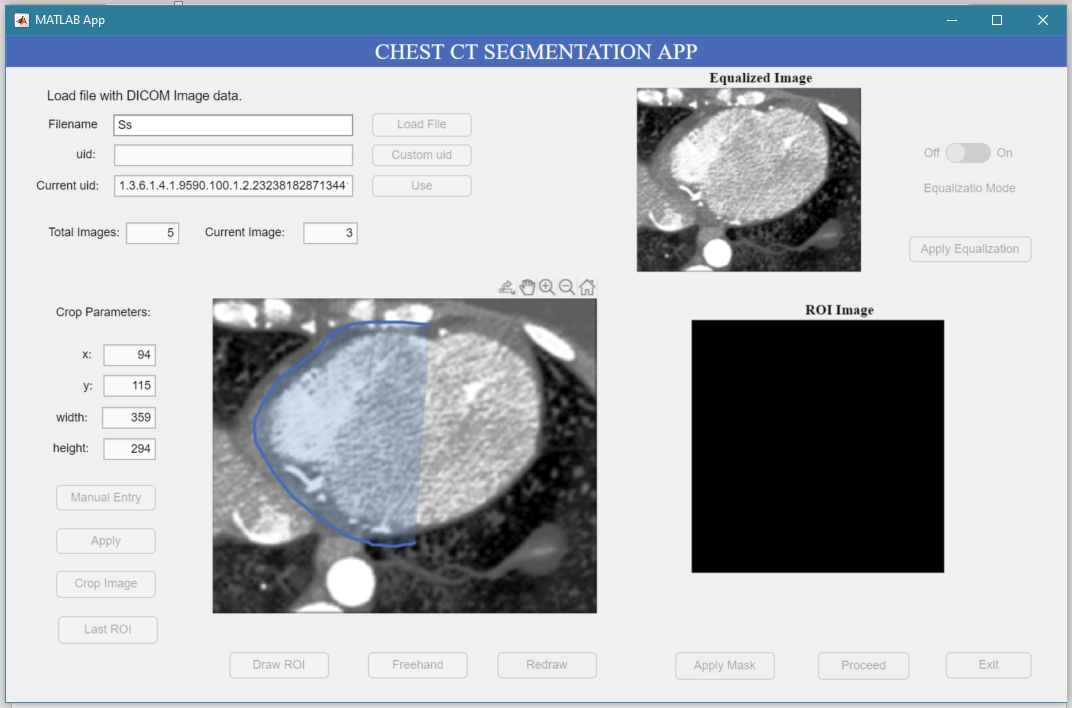 MATLAB App
CHEST CT SEGMENTATION APP
Load file with DICOM Image data.
Filename Ss Load File
uid: Custom uid
Current uid: 1.3.6.1.4.1.9590.100.1.2.23238182871344 Use
Total Images: 5 Current Image: 3
Equalized Image
Off On
Equalizatio Mode
Apply Equalization
Crop Parameters:
x: 94
y: 115
width: 359
height: 294
Manual Entry
Apply
Crop Image
Last ROI
ROI Image
Draw ROI Freehand Redraw Apply Mask Proceed Exit